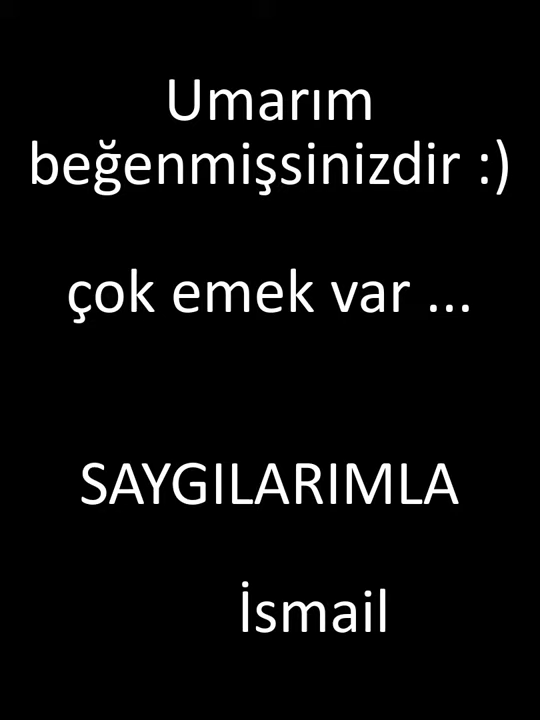 Umarım
beğenmişsinizdir :)
çok emek var ...
SAYGILARIMLA
İsmail